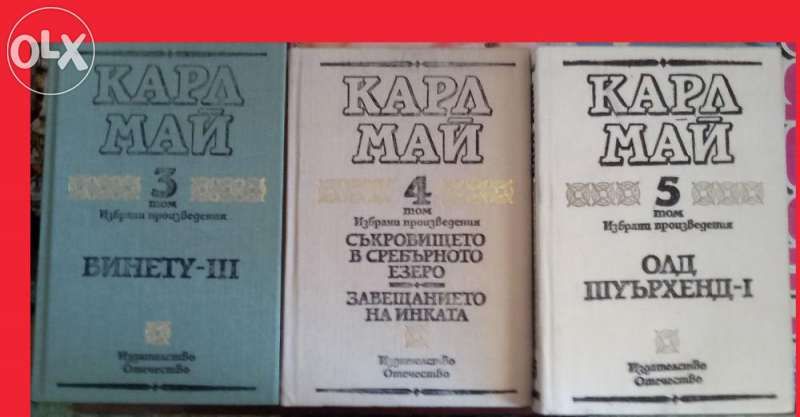 OLX
КАРЛ
МАЙ
3
том
Избрани произведения
ВИНЕТУ-III
Издателство
Отечество
КАРЛ
МАЙ
4
том
Избрани произведения
СЪКРОВИЩЕТО
В СРЕБЪРНОТО
ЕЗЕРО
ЗАВЕЩАНИЕТО
НА ИНКАТА
Издателство
Отечество
КАРЛ
МАЙ
5
том
Избрани произведения
ОЛД
ШУЪРХЕНД-I
Издателство
Отечество